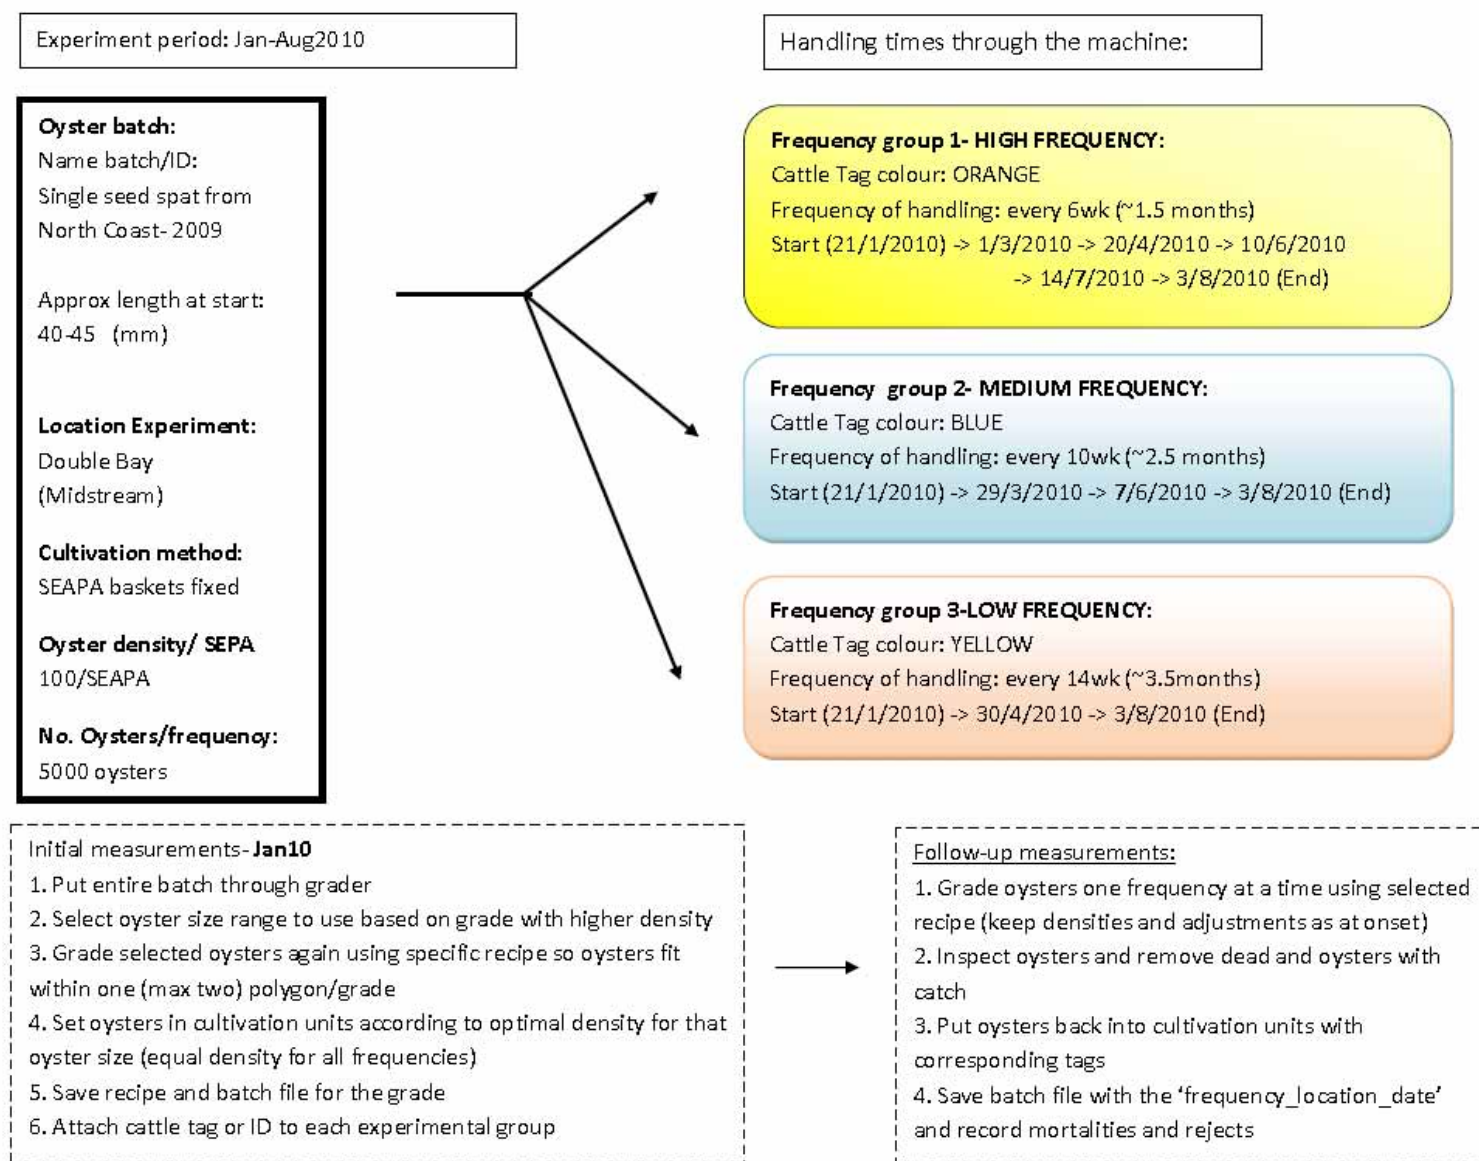 Experiment period: Jan-Aug2010
Handling times through the machine:
Oyster batch:
Name batch/ID:
Single seed spat from
North Coast- 2009
Approx length at start:
40-45 (mm)
Location Experiment:
Double Bay
(Midstream)
Cultivation method:
SEAPA baskets fixed
Oyster density/ SEPA
100/SEAPA
No. Oysters/frequency:
5000 oysters
Frequency group 1- HIGH FREQUENCY:
Cattle Tag colour: ORANGE
Frequency of handling: every 6wk (~1.5 months)
Start (21/1/2010) -> 1/3/2010 -> 20/4/2010 -> 10/6/2010
-> 14/7/2010 -> 3/8/2010 (End)
Frequency group 2- MEDIUM FREQUENCY:
Cattle Tag colour: BLUE
Frequency of handling: every 10wk (~2.5 months)
Start (21/1/2010) -> 29/3/2010 -> 7/6/2010 -> 3/8/2010 (End)
Frequency group 3-LOW FREQUENCY:
Cattle Tag colour: YELLOW
Frequency of handling: every 14wk (~3.5months)
Start (21/1/2010) -> 30/4/2010 -> 3/8/2010 (End)
Initial measurements- Jan10
1. Put entire batch through grader
2. Select oyster size range to use based on grade with higher density
3. Grade selected oysters again using specific recipe so oysters fit
within one (max two) polygon/grade
4. Set oysters in cultivation units according to optimal density for that
oyster size (equal density for all frequencies)
5. Save recipe and batch file for the grade
6. Attach cattle tag or ID to each experimental group
Follow-up measurements:
1. Grade oysters one frequency at a time using selected
recipe (keep densities and adjustments as at onset)
2. Inspect oysters and remove dead and oysters with
catch
3. Put oysters back into cultivation units with
corresponding tags
4. Save batch file with the ‘frequency_location_date’
and record mortalities and rejects